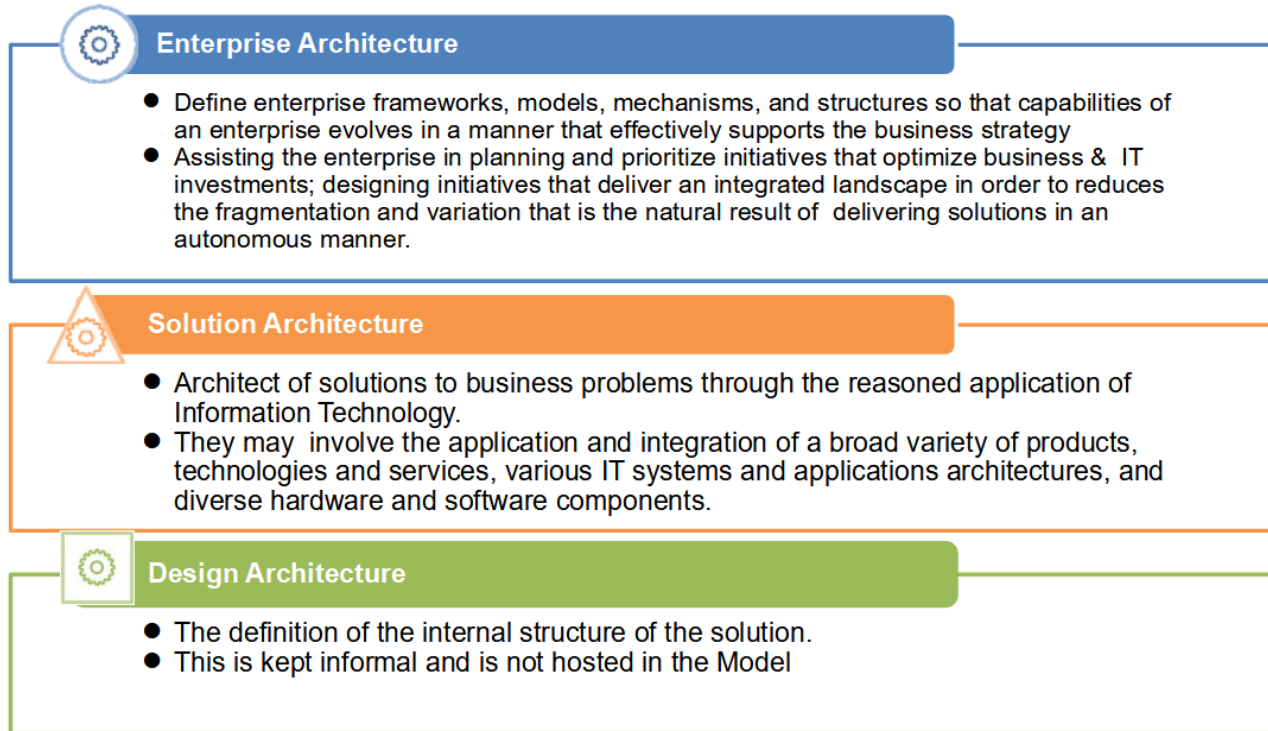 Enterprise Architecture
● Define enterprise frameworks, models, mechanisms, and structures so that capabilities of
an enterprise evolves in a manner that effectively supports the business strategy
● Assisting the enterprise in planning and prioritize initiatives that optimize business & IT
investments; designing initiatives that deliver an integrated landscape in order to reduces
the fragmentation and variation that is the natural result of delivering solutions in an
autonomous manner.
Solution Architecture
● Architect of solutions to business problems through the reasoned application of
Information Technology.
● They may involve the application and integration of a broad variety of products,
technologies and services, various IT systems and applications architectures, and
diverse hardware and software components.
Design Architecture
● The definition of the internal structure of the solution.
● This is kept informal and is not hosted in the Model